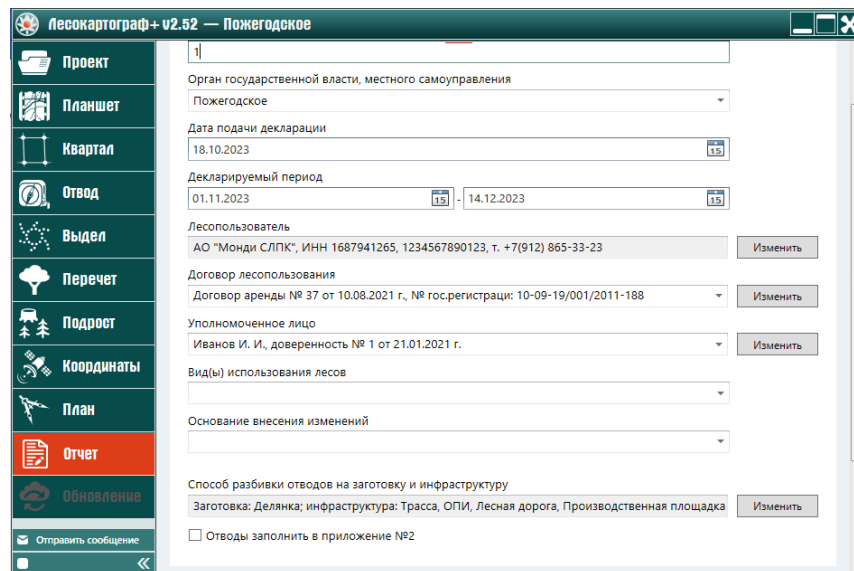 Лесокартограф+ v2.52 — Пожегодское
Проект
Планшет
Квартал
Отвод
Выдел
Перечет
Подрост
Координаты
План
Отчет
Обновление
Отправить сообщение
1
Орган государственной власти, местного самоуправления
Пожегодское
Дата подачи декларации
18.10.2023
15
Декларируемый период
01.11.2023
15
-
14.12.2023
15
Лесопользователь
АО "Монди СЛПК", ИНН 1687941265, 1234567890123, т. +7(912) 865-33-23
Изменить
Договор лесопользования
Договор аренды № 37 от 10.08.2021 г., № гос.регистраци: 10-09-19/001/2011-188
Изменить
Уполномоченное лицо
Иванов И. И., доверенность № 1 от 21.01.2021 г.
Изменить
Вид(ы) использования лесов
Основание внесения изменений
Способ разбивки отводов на заготовку и инфраструктуру
Заготовка: Делянка; инфраструктура: Трасса, ОПИ, Лесная дорога, Производственная площадка
Изменить
Отводы заполнить в приложение №2